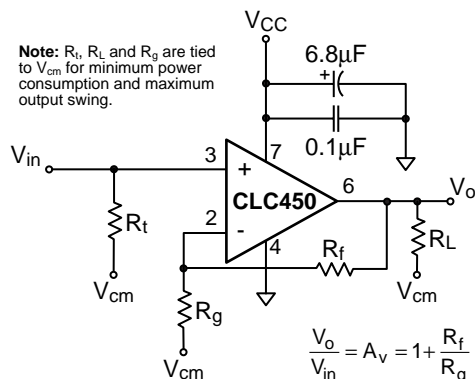 Note: Rt, RL and Rg are tied
to Vcm for minimum power
consumption and maximum
output swing.
VCC
6.8µF
+
0.1µF
Vin
3
7
+
CLC450
6
Vo
Rt
2
-
4
Rf
RL
Vcm
Rg
Vcm
Vcm
Vo/Vin = Av = 1 + Rf/Rg